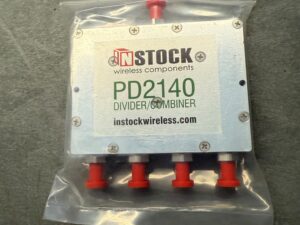 INSTOCK
wireless components
PD2140
DIVIDER/COMBINER
instockwireless.com